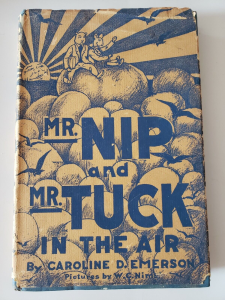 MR. NIP
and
MR. TUCK
IN THE AIR
By CAROLINE D. EMERSON
Pictures by W. C. Nims